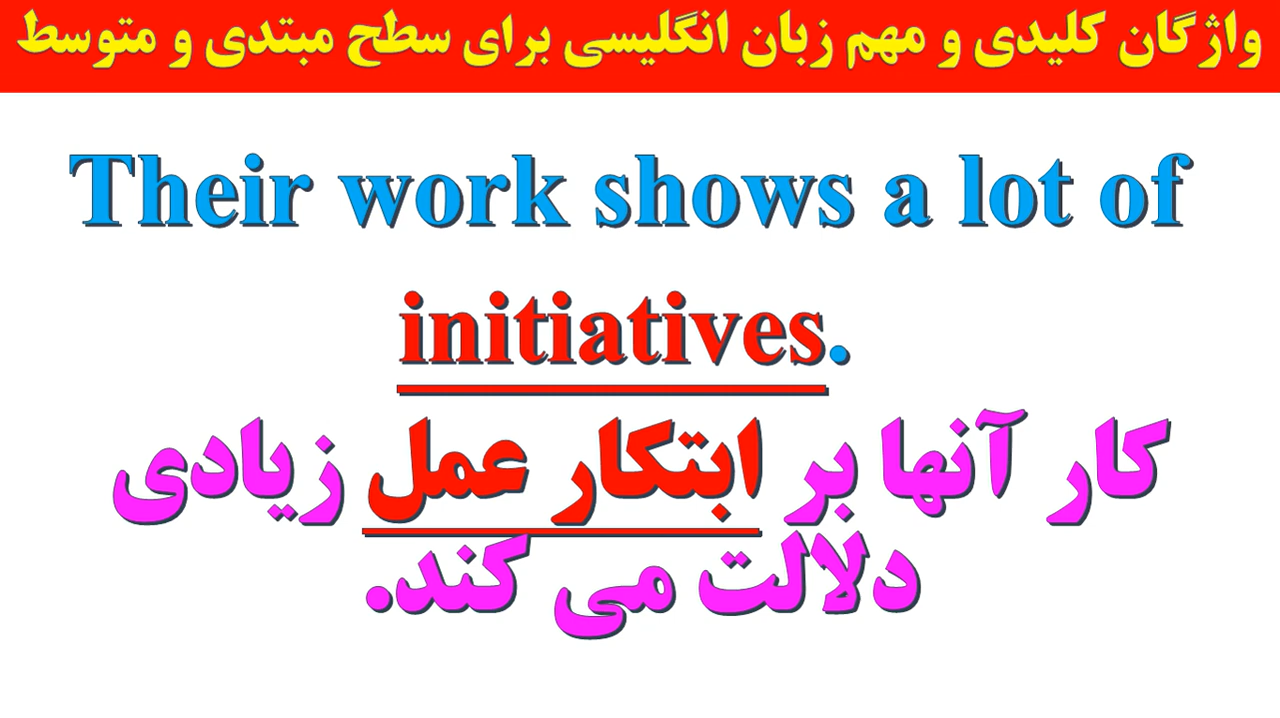 واژگان کلیدی و مهم زبان انگلیسی برای سطح مبتدی و متوسط
Their work shows a lot of
initiatives.
کار آنها بر ابتکار عمل زیادی
دلالت می کند.